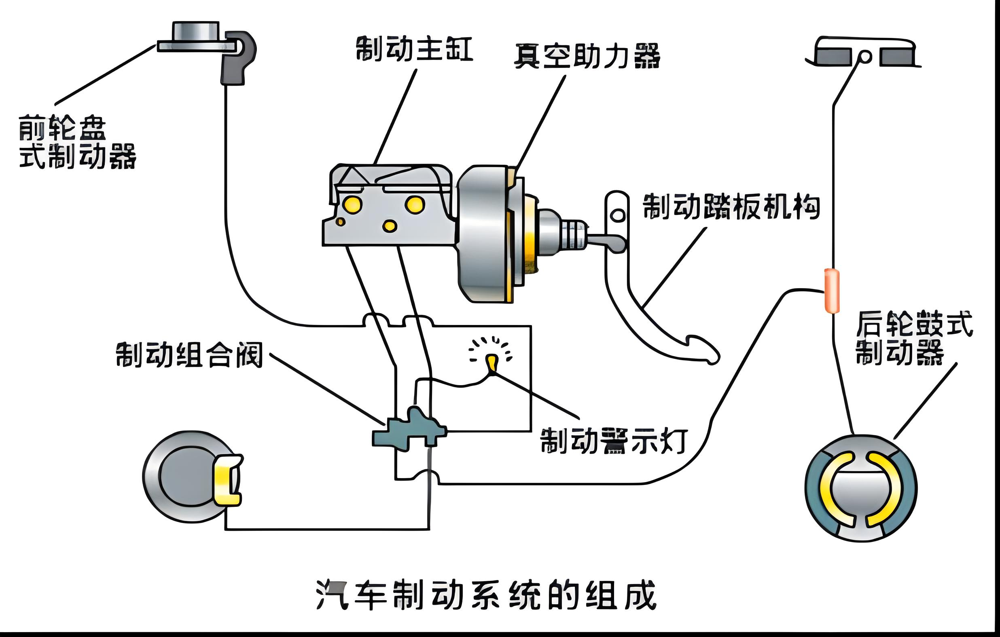 制动主缸
真空助力器
前轮盘
式制动器
制动踏板机构
后轮鼓式
制动器
制动组合阀
制动警示灯
汽车制动系统的组成